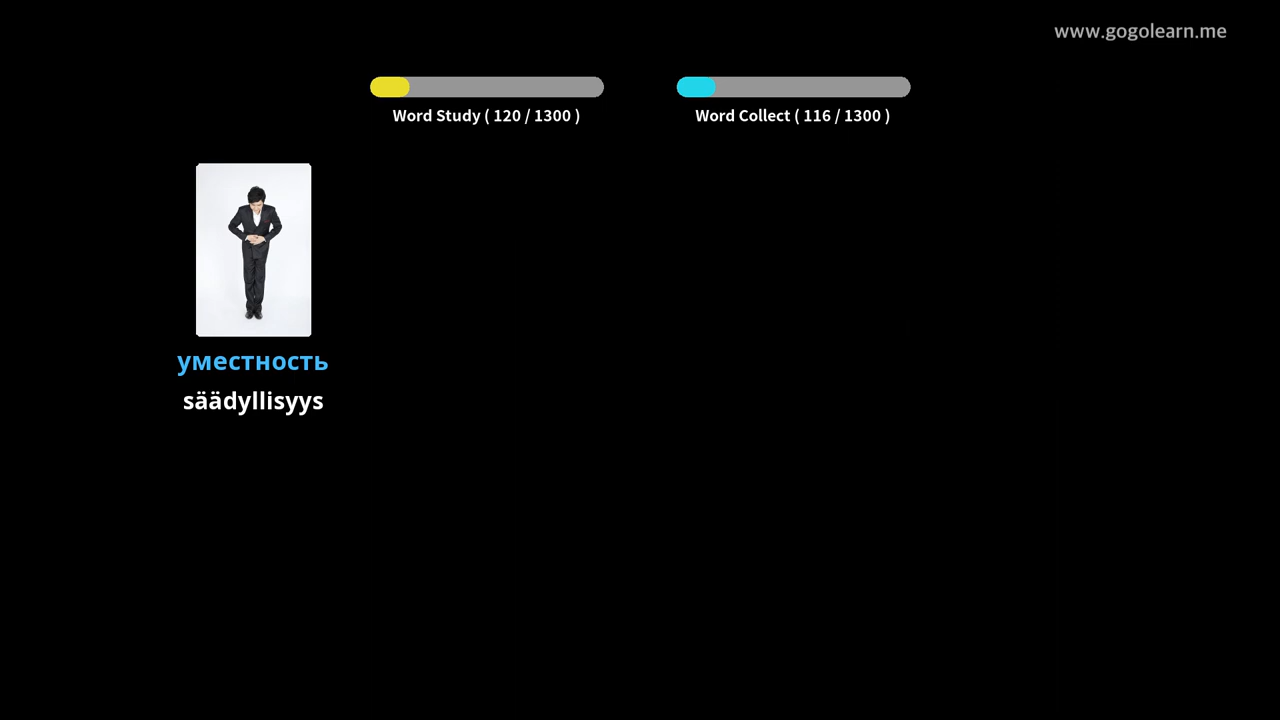 www.gogolearn.me
Word Study ( 120 / 1300 )
Word Collect ( 116 / 1300 )
уместность
säädyllisyys